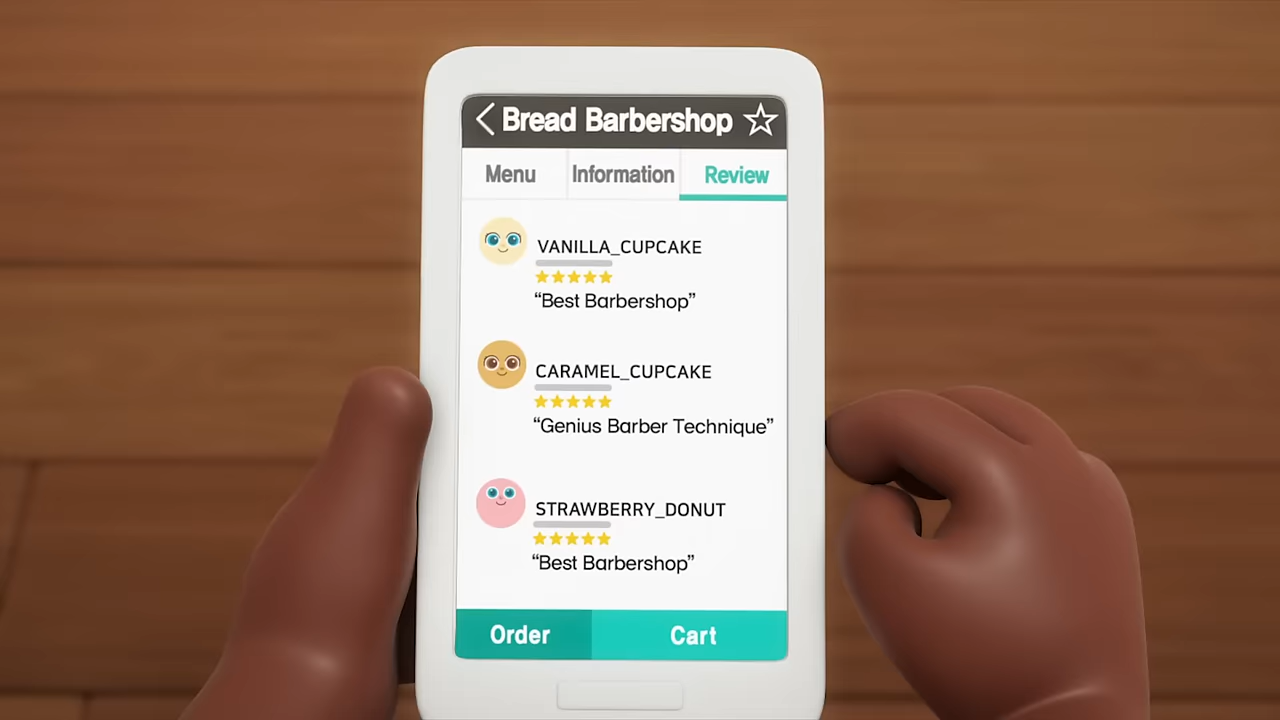 Bread Barbershop
Menu Information Review
VANILLA_CUPCAKE
“Best Barbershop”
CARAMEL_CUPCAKE
“Genius Barber Technique”
STRAWBERRY_DONUT
“Best Barbershop”
Order Cart